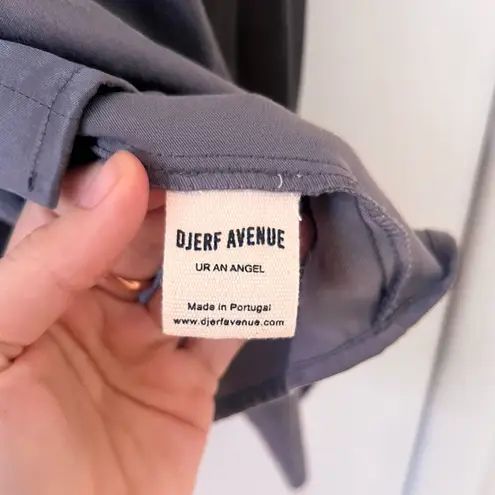 DJERF AVENUE
UR AN ANGEL
Made in Portugal
www.djerfavenue.com